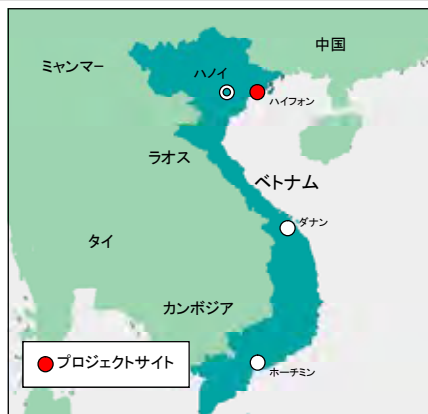 中国
ミャンマー
ハノイ
ハイフォン
ラオス
ベトナム
ダナン
タイ
カンボジア
プロジェクトサイト
ホーチミン